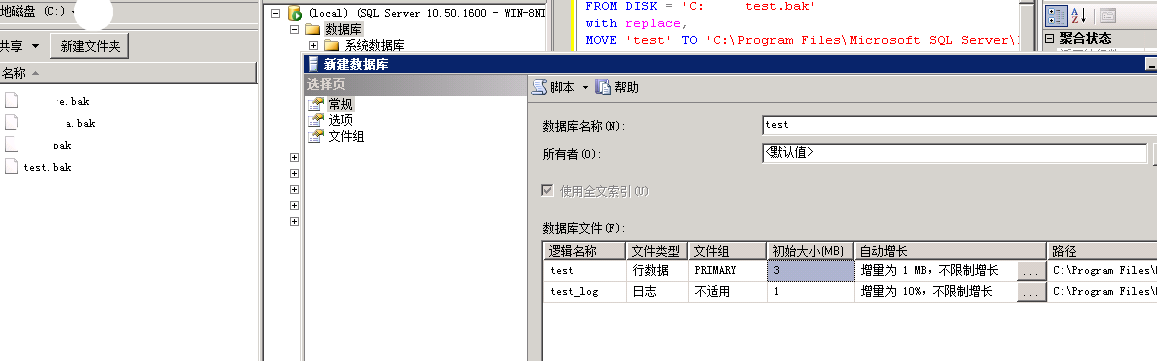 地磁盘 (C:)
共享
新建文件夹
名称
e.bak
a.bak
bak
test.bak
(local) (SQL Server 10.50.1600 - WIN-8NI
数据库
系统数据库
FROM DISK = 'C: test.bak'
with replace,
MOVE 'test' TO 'C:\Program Files\Microsoft SQL Server\
聚合状态
新建数据库
选择页
常规
选项
文件组
脚本
帮助
数据库名称(N):
test
所有者(O):
<默认值>
使用全文索引(U)
数据库文件(F):
逻辑名称 文件类型 文件组 初始大小(MB) 自动增长 路径
test 行数据 PRIMARY 3 增量为 1 MB，不限制增长 ... C:\Program Files\
test_log 日志 不适用 1 增量为 10%，不限制增长 ... C:\Program Files\